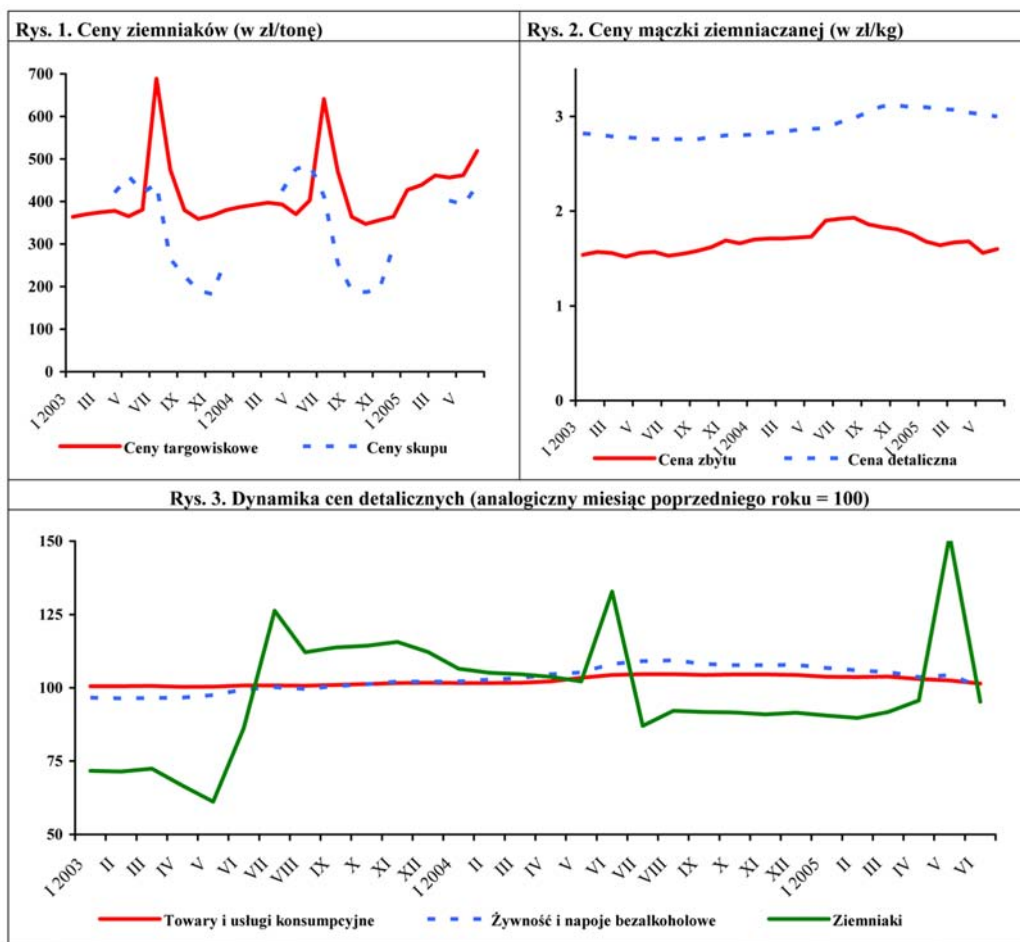 Rys. 1. Ceny ziemniaków (w zł/tonę)
700
600
500
400
300
200
100
0
I 2003 III V VII IX XI I 2004 III V VII IX XI I 2005 III V
Ceny targowiskowe Ceny skupu
Rys. 2. Ceny mączki ziemniaczanej (w zł/kg)
3
2
1
0
I 2003 III V VII IX XI I 2004 III V VII IX XI I 2005 III V
Cena zbytu Cena detaliczna
Rys. 3. Dynamika cen detalicznych (analogiczny miesiąc poprzedniego roku = 100)
150
125
100
75
50
I 2003 II III IV V VI VII VIII IX X XI XII I 2004 II III IV V VI VII VIII IX X XI XII I 2005 II III IV V VI
Towary i usługi konsumpcyjne Żywność i napoje bezalkoholowe Ziemniaki